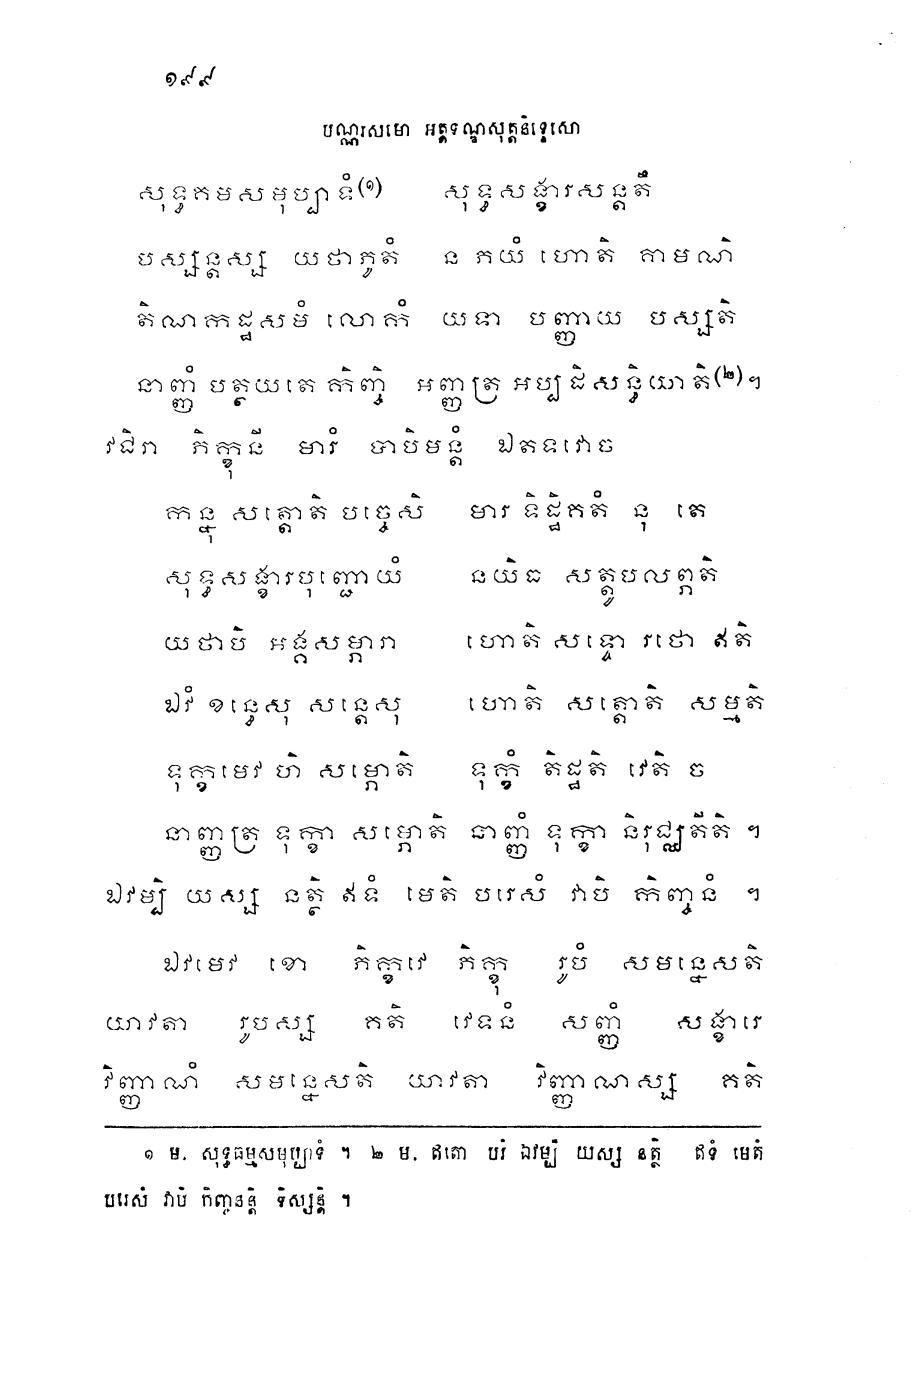 ១៩៩
បណ្ណរសមោ អត្តទណ្ឌសុត្តនិទ្ទេសោ
សុទ្ធកមសមុប្បាទំ(១) សុទ្ធសង្ខារសន្តតឹ
បស្សន្តស្ស យថាភូតំ ន ភយំ ហោតិ គាមណិ
តិណកដ្ឋសមំ លោកំ យទា បញ្ញាយ បស្សតិ
នាញ្ញំ បត្ថយតេ កិញ្ចិ អញ្ញត្រ អប្បដិសន្ធិយាតិ(២)។
វជិរា ភិក្ខុនី មារំ បាបិមន្តំ ឯតទវោច
កន្នុ សត្តោតិ បច្ចេសិ មារ ទិដ្ឋិគតំ នុ តេ
សុទ្ធសង្ខារបុញ្ជោយំ នយិធ សត្តូបលព្ភតិ
យថាបិ អង្គសម្ភារា ហោតិ សទ្ទោ រថោ ឥតិ
ឯវំ ខន្ធេសុ សន្តេសុ ហោតិ សត្តោតិ សម្មតិ
ទុក្ខមេវ ហិ សម្ភោតិ ទុក្ខំ តិដ្ឋតិ វេតិ ច
នាញ្ញត្រ ទុក្ខា សម្ភោតិ នាញ្ញំ ទុក្ខា និរុជ្ឈតីតិ ។
ឯវម្បិ យស្ស នត្ថិ ឥទំ មេតិ បរេសំ វាបិ កិញ្ចនំ ។
ឯវមេវ ខោ ភិក្ខវេ ភិក្ខុ រូបំ សមន្នេសតិ
យាវតា រូបស្ស គតិ វេទនំ សញ្ញំ សង្ខារេ
វិញ្ញាណំ សមន្នេសតិ យាវតា វិញ្ញាណស្ស គតិ
១ ម. សុទ្ធធម្មសមុប្បាទំ ។ ២ ម. ឥតោ បរំ ឯវម្បិ យស្ស នត្ថិ ឥទំ មេតំ
បរេសំ វាបិ កិញ្ចនន្តិ ទិស្សន្តិ ។